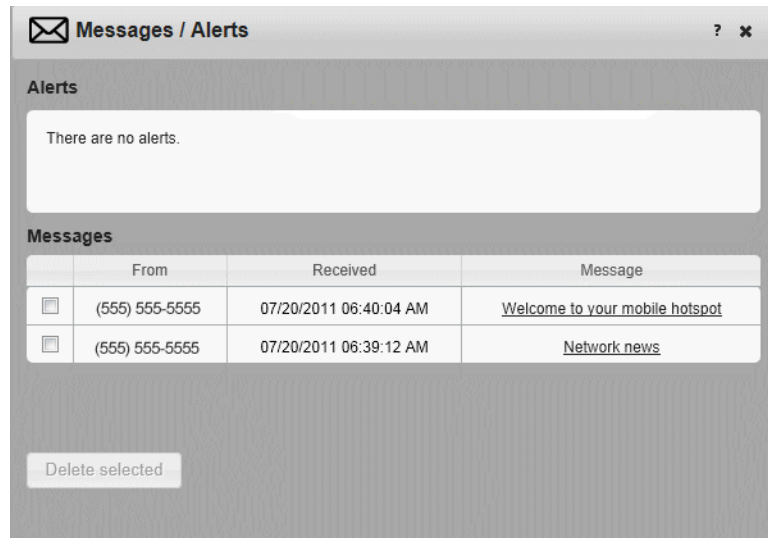 Messages / Alerts ?
Alerts
There are no alerts.
Messages
From Received Message
(555) 555-5555 07/20/2011 06:40:04 AM Welcome to your mobile hotspot
(555) 555-5555 07/20/2011 06:39:12 AM Network news
Delete selected